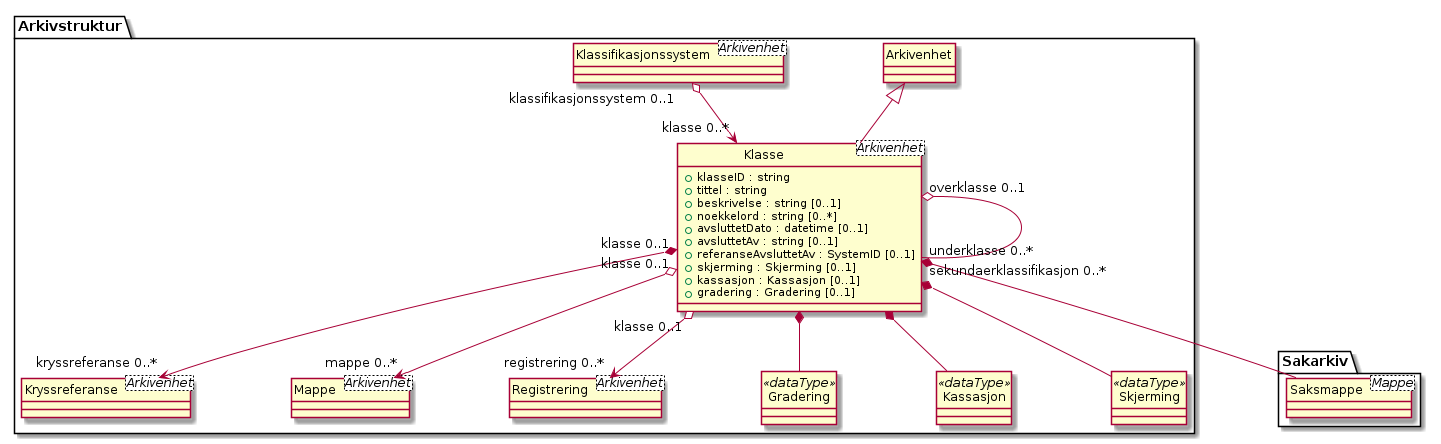 Arkivstruktur
Klassifikasjonssystem
Arkivenhet
Arkivenhet
klassifikasjonssystem 0..1
klasse 0..*
Klasse
Arkivenhet
klasseID : string
tittel : string
beskrivelse : string [0..1]
noekkelord : string [0..*]
avsluttetDato : datetime [0..1]
avsluttetAv : string [0..1]
referanseAvsluttetAv : SystemID [0..1]
skjerming : Skjerming [0..1]
kassasjon : Kassasjon [0..1]
gradering : Gradering [0..1]
overklasse 0..1
underklasse 0..*
sekundaerklassifikasjon 0..*
klasse 0..1
klasse 0..1
klasse 0..1
kryssreferanse 0..*
mappe 0..*
registrering 0..*
Kryssreferanse
Arkivenhet
Mappe
Arkivenhet
Registrering
Arkivenhet
«dataType»
Gradering
«dataType»
Kassasjon
«dataType»
Skjerming
Sakarkiv
Saksmappe
Mappe